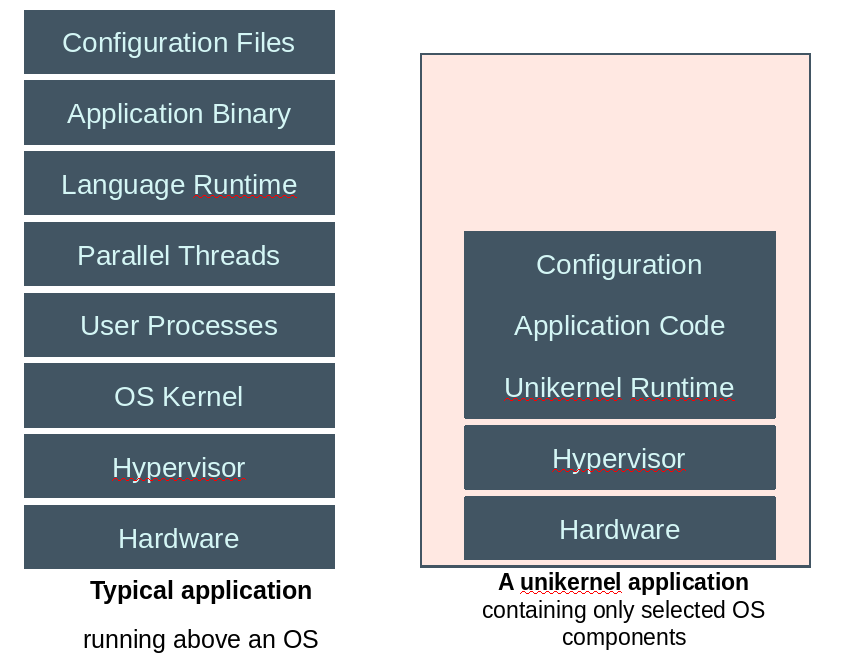 Configuration Files
Application Binary
Language Runtime
Parallel Threads
User Processes
OS Kernel
Hypervisor
Hardware
Typical application
running above an OS
Configuration
Application Code
Unikernel Runtime
Hypervisor
Hardware
A unikernel application
containing only selected OS
components